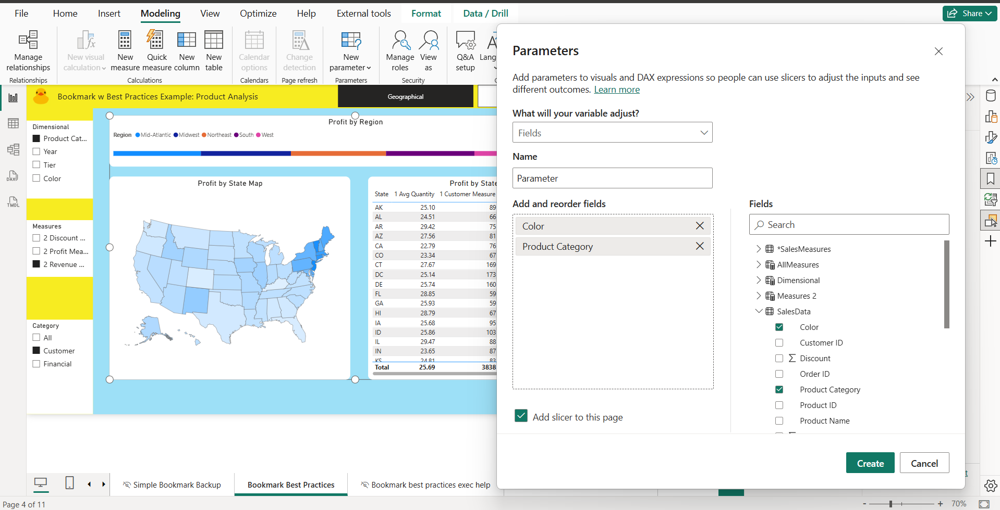 File Home Insert Modeling View Optimize Help External tools Format Data / Drill Share
Manage relationships
New visual calculation
New measure
Quick measure
New column
New table
Calendar options
Change detection
New parameter
Manage roles
View as
Q&A setup
Lang
Relationships Calculations Calendars Page refresh Parameters Security
Bookmark w Best Practices Example: Product Analysis
Geographical
Dimensional
Product Cat...
Year
Tier
Color
Measures
2 Discount ...
2 Profit Mea...
2 Revenue ...
Category
All
Customer
Financial
Profit by Region
Region Mid-Atlantic Midwest Northeast South West
Profit by State Map
Profit by State
State 1 Avg Quantity 1 Customer Measure
AK 25.10 89
AL 24.51 66
AR 29.42 75
AZ 27.56 81
CA 22.79 76
CO 23.34 67
CT 27.67 169
DC 25.14 173
DE 25.74 160
FL 28.85 59
GA 25.93 59
HI 28.79 67
IA 25.68 95
ID 25.86 103
IL 29.47 88
IN 23.65 87
KS 24.81 83
Total 25.69 3838
DAX
TMDL
Parameters
Add parameters to visuals and DAX expressions so people can use slicers to adjust the inputs and see
different outcomes. Learn more
What will your variable adjust?
Fields
Name
Parameter
Add and reorder fields
Color
Product Category
Add slicer to this page
Fields
Search
*SalesMeasures
AllMeasures
Dimensional
Measures 2
SalesData
Color
Customer ID
Discount
Order ID
Product Category
Product ID
Product Name
Create Cancel
Simple Bookmark Backup Bookmark Best Practices Bookmark best practices exec help
Page 4 of 11
- + 70%